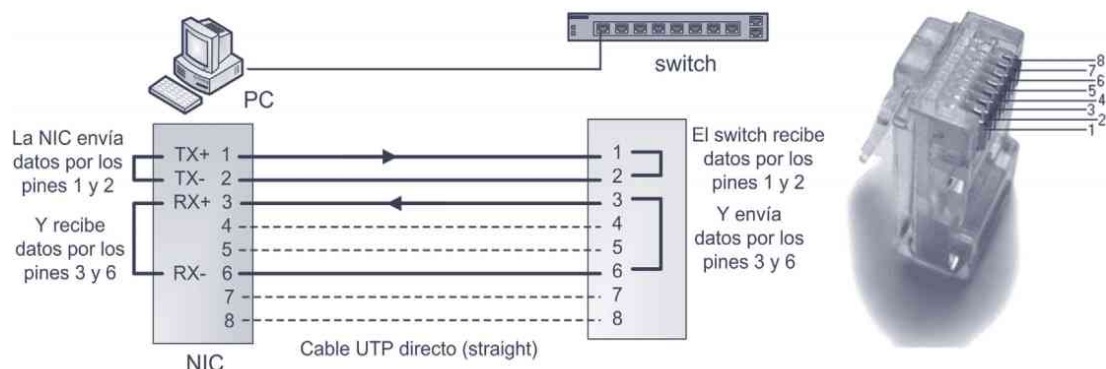 switch
PC
La NIC envía
datos por los
pines 1 y 2
Y recibe
datos por los
pines 3 y 6
TX+ 1
TX- 2
RX+ 3
4
5
RX- 6
7
8
NIC
Cable UTP directo (straight)
1
2
3
4
5
6
7
8
El switch recibe
datos por los
pines 1 y 2
Y envía
datos por los
pines 3 y 6
8
7
6
5
4
3
2
1